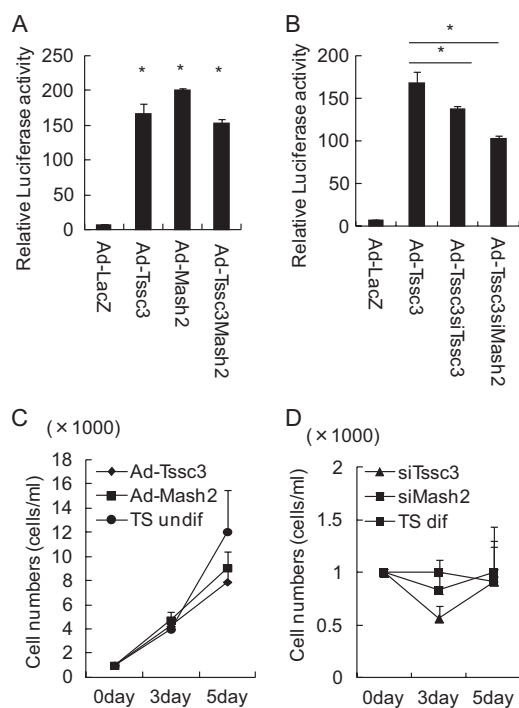 A
Relative Luciferase activity
250
200
150
100
50
0
*
*
*
Ad-LacZ
Ad-Tssc3
Ad-Mash2
Ad-Tssc3Mash2
B
Relative Luciferase activity
200
150
100
50
0
*
*
Ad-LacZ
Ad-Tssc3
Ad-Tssc3siTssc3
Ad-Tssc3siMash2
C
(×1000)
Cell numbers (cells/ml)
18
16
14
12
10
8
6
4
2
0
Ad-Tssc3
Ad-Mash2
TS undif
0day 3day 5day
D
(×1000)
Cell numbers (cells/ml)
2
1.5
1
0.5
0
siTssc3
siMash2
TS dif
0day 3day 5day